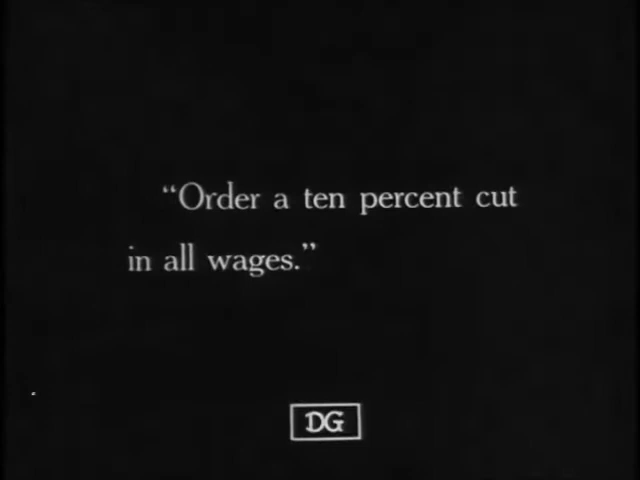 “Order a ten percent cut
in all wages.”
DG